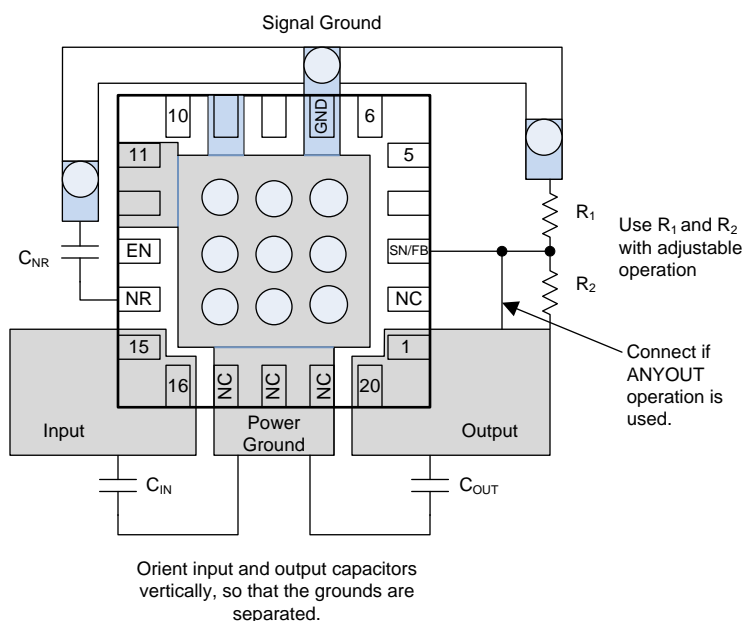 Signal Ground
10
GND
6
11
5
EN
SN/FB
NR
NC
15
1
16
NC
NC
NC
20
Input
Power
Ground
Output
CNR
R1
R2
Use R1 and R2
with adjustable
operation
Connect if
ANYOUT
operation is
used.
CIN
COUT
Orient input and output capacitors
vertically, so that the grounds are
separated.